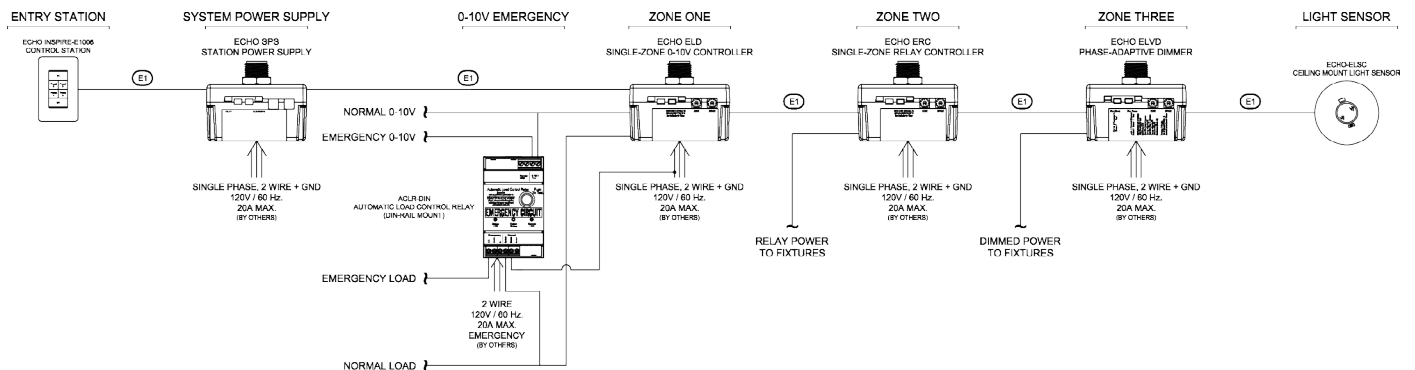 ENTRY STATION
SYSTEM POWER SUPPLY
0-10V EMERGENCY
ZONE ONE
ZONE TWO
ZONE THREE
LIGHT SENSOR
ECHO INSPIRE-E1006
CONTROL STATION
ECHO SPS
STATION POWER SUPPLY
ECHO ELD
SINGLE-ZONE 0-10V CONTROLLER
ECHO ERC
SINGLE-ZONE RELAY CONTROLLER
ECHO ELVD
PHASE-ADAPTIVE DIMMER
ECHO-ELSC
CEILING MOUNT LIGHT SENSOR
E1
E1
E1
E1
E1
NORMAL 0-10V
EMERGENCY 0-10V
SINGLE PHASE, 2 WIRE + GND
120V / 60 Hz.
20A MAX.
(BY OTHERS)
ACLR-DIN
AUTOMATIC LOAD CONTROL RELAY
(DIN-RAIL MOUNT)
Automatic Load Control Relay
EMERGENCY CIRCUIT
SINGLE PHASE, 2 WIRE + GND
120V / 60 Hz.
20A MAX.
(BY OTHERS)
SINGLE PHASE, 2 WIRE + GND
120V / 60 Hz.
20A MAX.
(BY OTHERS)
SINGLE PHASE, 2 WIRE + GND
120V / 60 Hz.
20A MAX.
(BY OTHERS)
RELAY POWER
TO FIXTURES
DIMMED POWER
TO FIXTURES
EMERGENCY LOAD
2 WIRE
120V / 60 Hz.
20A MAX.
EMERGENCY
(BY OTHERS)
NORMAL LOAD